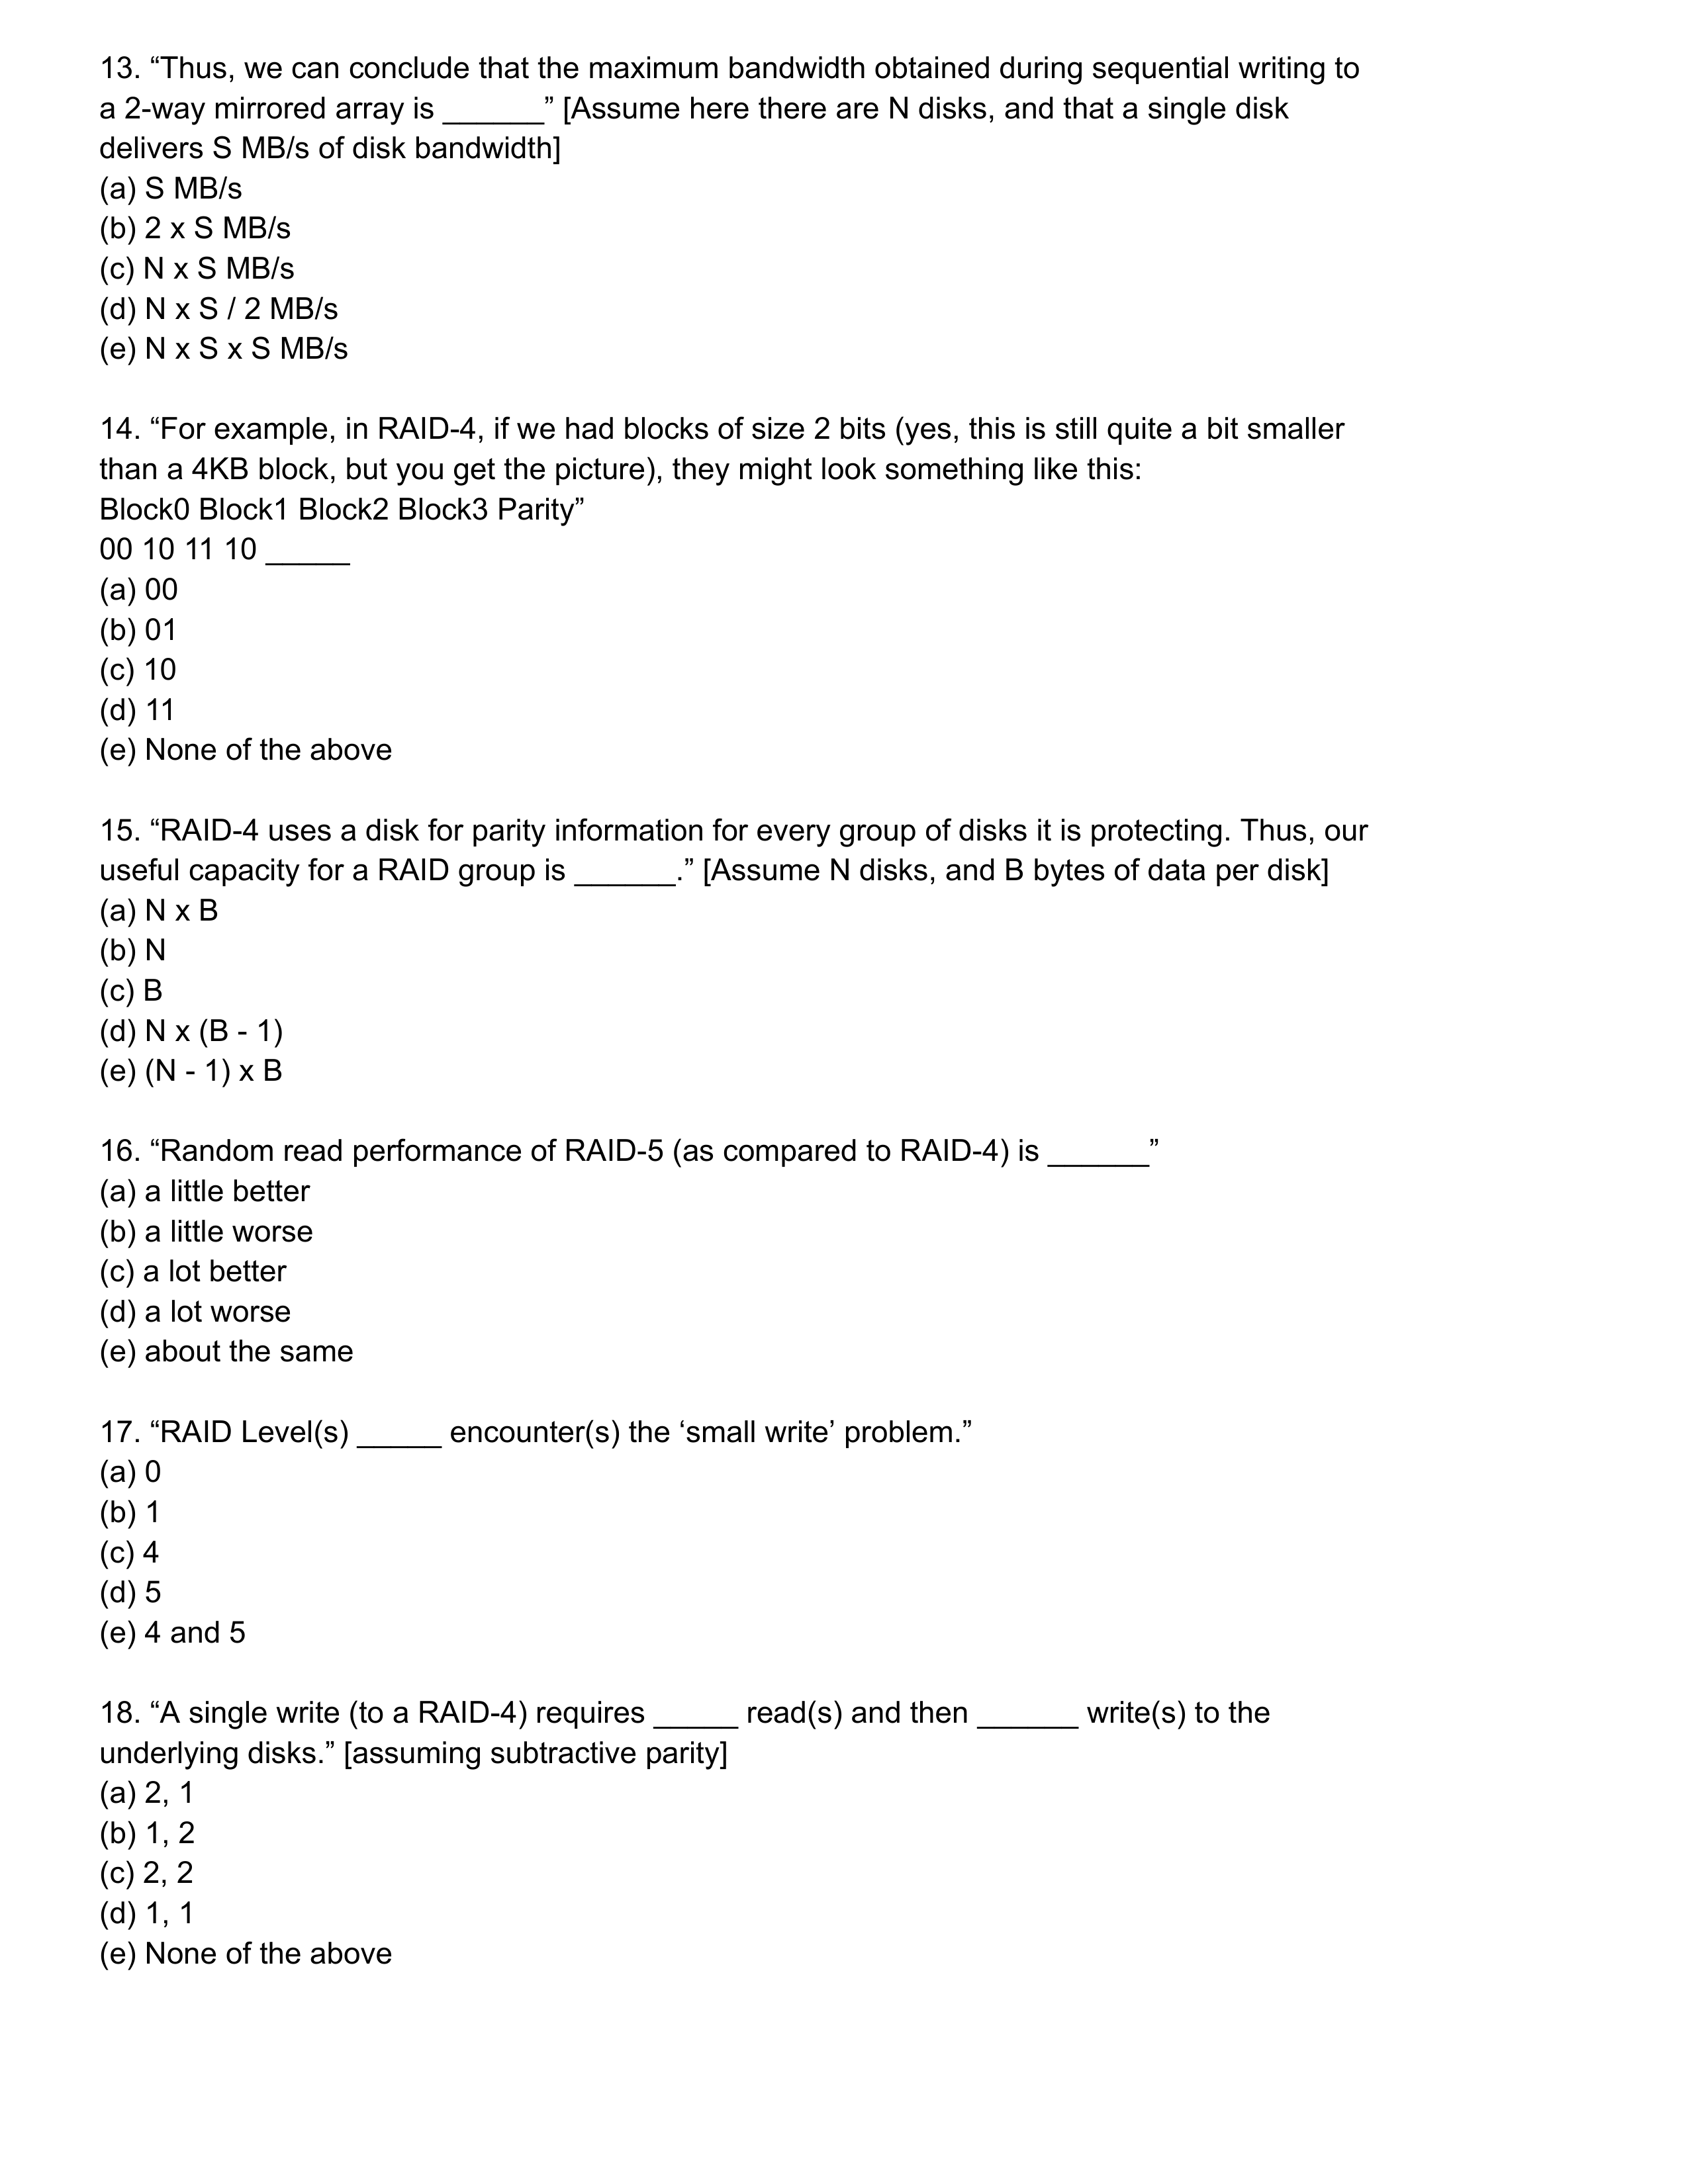 13. “Thus, we can conclude that the maximum bandwidth obtained during sequential writing to
a 2-way mirrored array is ______” [Assume here there are N disks, and that a single disk
delivers S MB/s of disk bandwidth]
(a) S MB/s
(b) 2 x S MB/s
(c) N x S MB/s
(d) N x S / 2 MB/s
(e) N x S x S MB/s
14. “For example, in RAID-4, if we had blocks of size 2 bits (yes, this is still quite a bit smaller
than a 4KB block, but you get the picture), they might look something like this:
Block0 Block1 Block2 Block3 Parity”
00 10 11 10 _____
(a) 00
(b) 01
(c) 10
(d) 11
(e) None of the above
15. “RAID-4 uses a disk for parity information for every group of disks it is protecting. Thus, our
useful capacity for a RAID group is ______.” [Assume N disks, and B bytes of data per disk]
(a) N x B
(b) N
(c) B
(d) N x (B - 1)
(e) (N - 1) x B
16. “Random read performance of RAID-5 (as compared to RAID-4) is ______”
(a) a little better
(b) a little worse
(c) a lot better
(d) a lot worse
(e) about the same
17. “RAID Level(s) _____ encounter(s) the ‘small write’ problem.”
(a) 0
(b) 1
(c) 4
(d) 5
(e) 4 and 5
18. “A single write (to a RAID-4) requires _____ read(s) and then ______ write(s) to the
underlying disks.” [assuming subtractive parity]
(a) 2, 1
(b) 1, 2
(c) 2, 2
(d) 1, 1
(e) None of the above